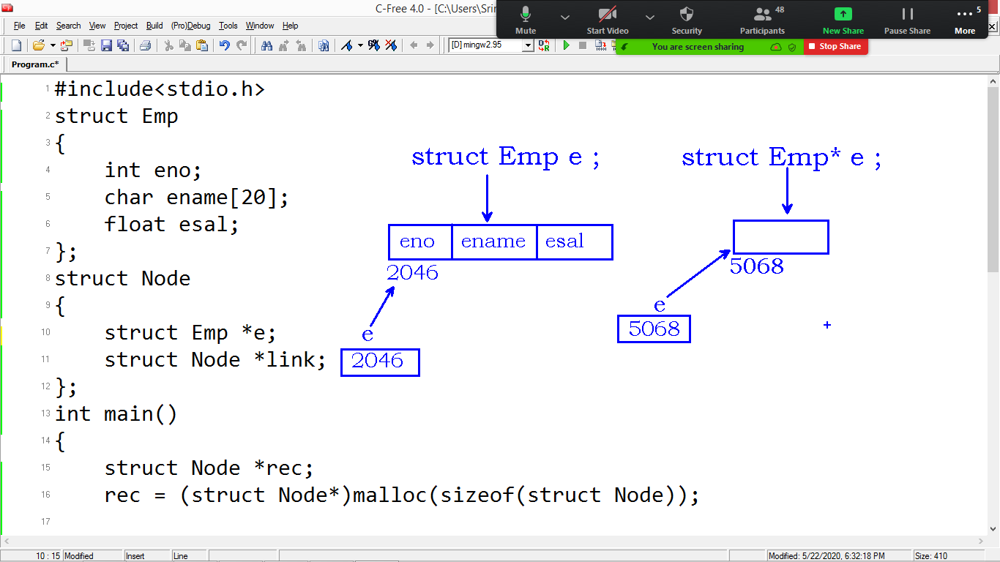 C-Free 4.0 - [C:\Users\Srin
Mute
Start Video
Security
48
Participants
New Share
Pause Share
5
More
File Edit Search View Project Build (Pro)Debug Tools Window Help
[D] mingw2.95
You are screen sharing
Stop Share
Program.c*
1 #include<stdio.h>
2 struct Emp
3 {
4 int eno;
5 char ename[20];
6 float esal;
7 };
8 struct Node
9 {
10 struct Emp *e;
11 struct Node *link;
12 };
13 int main()
14 {
15 struct Node *rec;
16 rec = (struct Node*)malloc(sizeof(struct Node));
17
struct Emp e ;
eno ename esal
2046
e
2046
struct Emp* e ;
5068
e
5068
10 : 15 Modified Insert Line Modified: 5/22/2020, 6:32:18 PM Size: 410